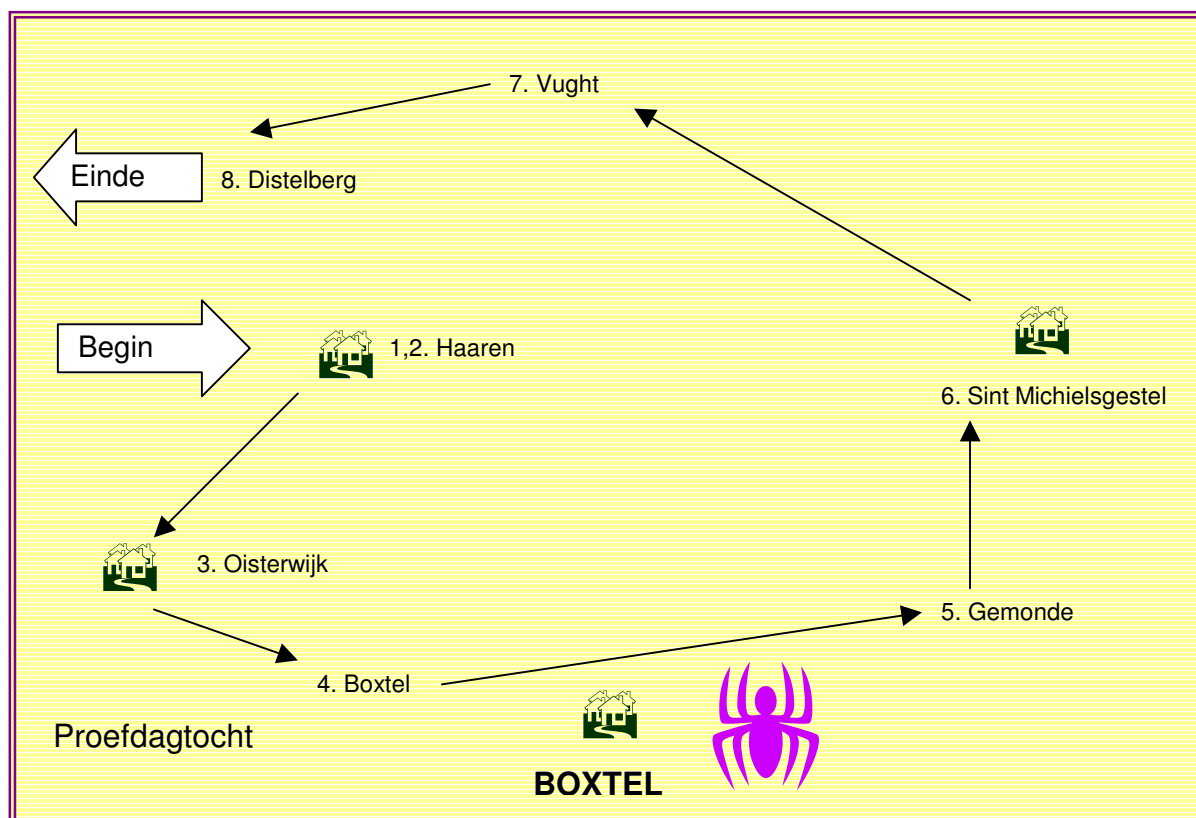 7. Vught
Einde
8. Distelberg
Begin
1,2. Haaren
6. Sint Michielsgestel
3. Oisterwijk
5. Gemonde
4. Boxtel
Proefdagtocht
BOXTEL